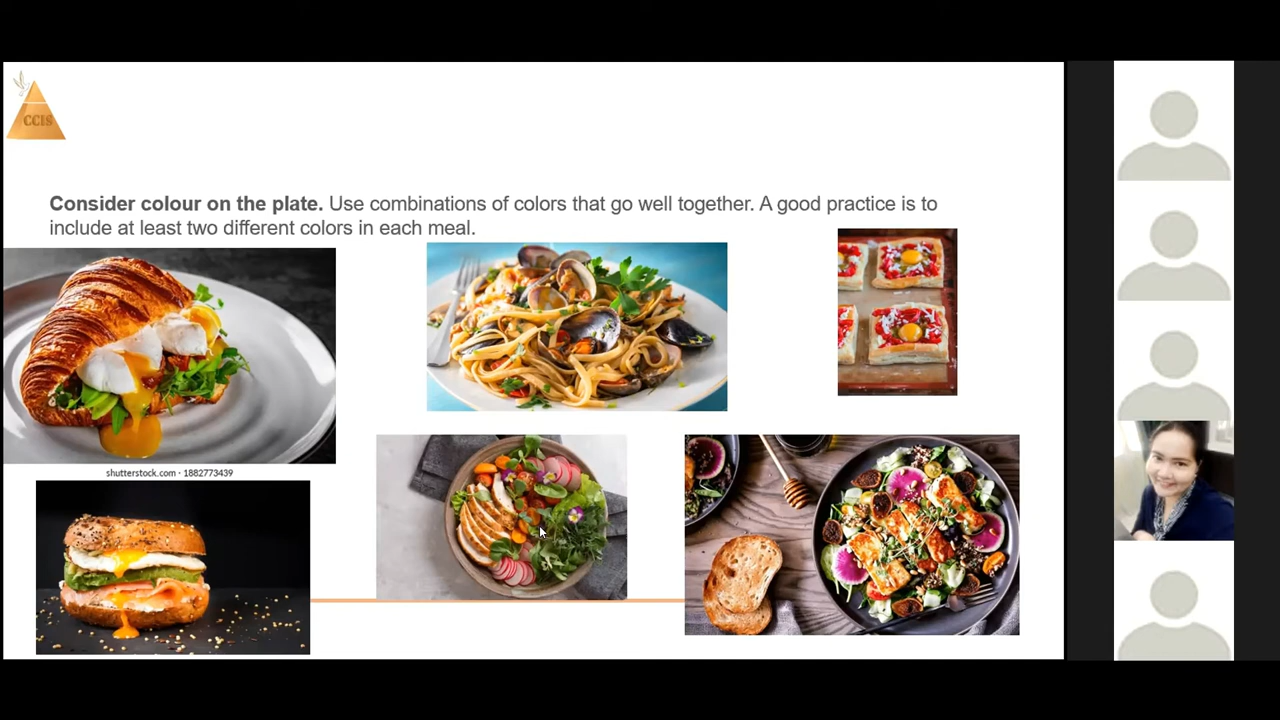 CCIS
Consider colour on the plate. Use combinations of colors that go well together. A good practice is to
include at least two different colors in each meal.
shutterstock.com · 1882773439